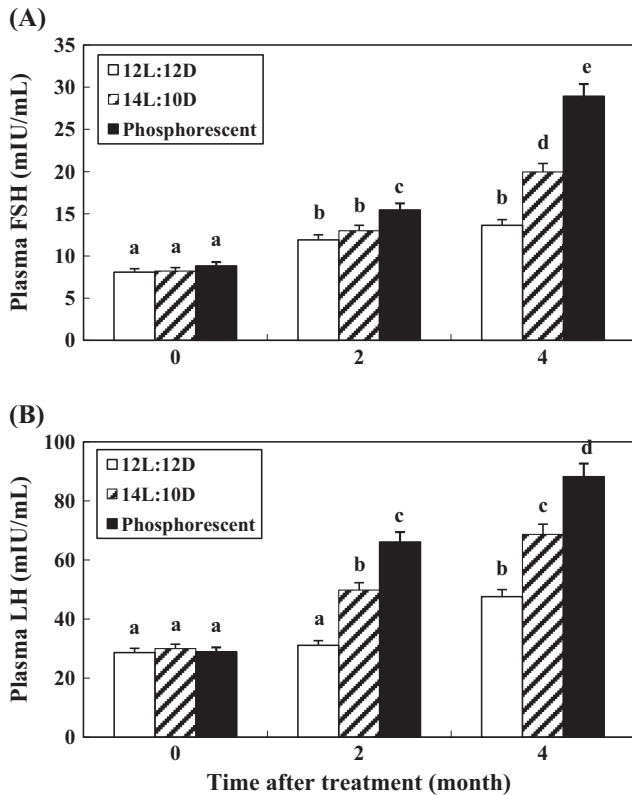 (A)
35
30
25
20
15
10
5
0
Plasma FSH (mIU/mL)
12L:12D
14L:10D
Phosphorescent
a a a
b b c
b d e
0 2 4
(B)
100
80
60
40
20
0
Plasma LH (mIU/mL)
12L:12D
14L:10D
Phosphorescent
a a a
a b c
b c d
0 2 4
Time after treatment (month)